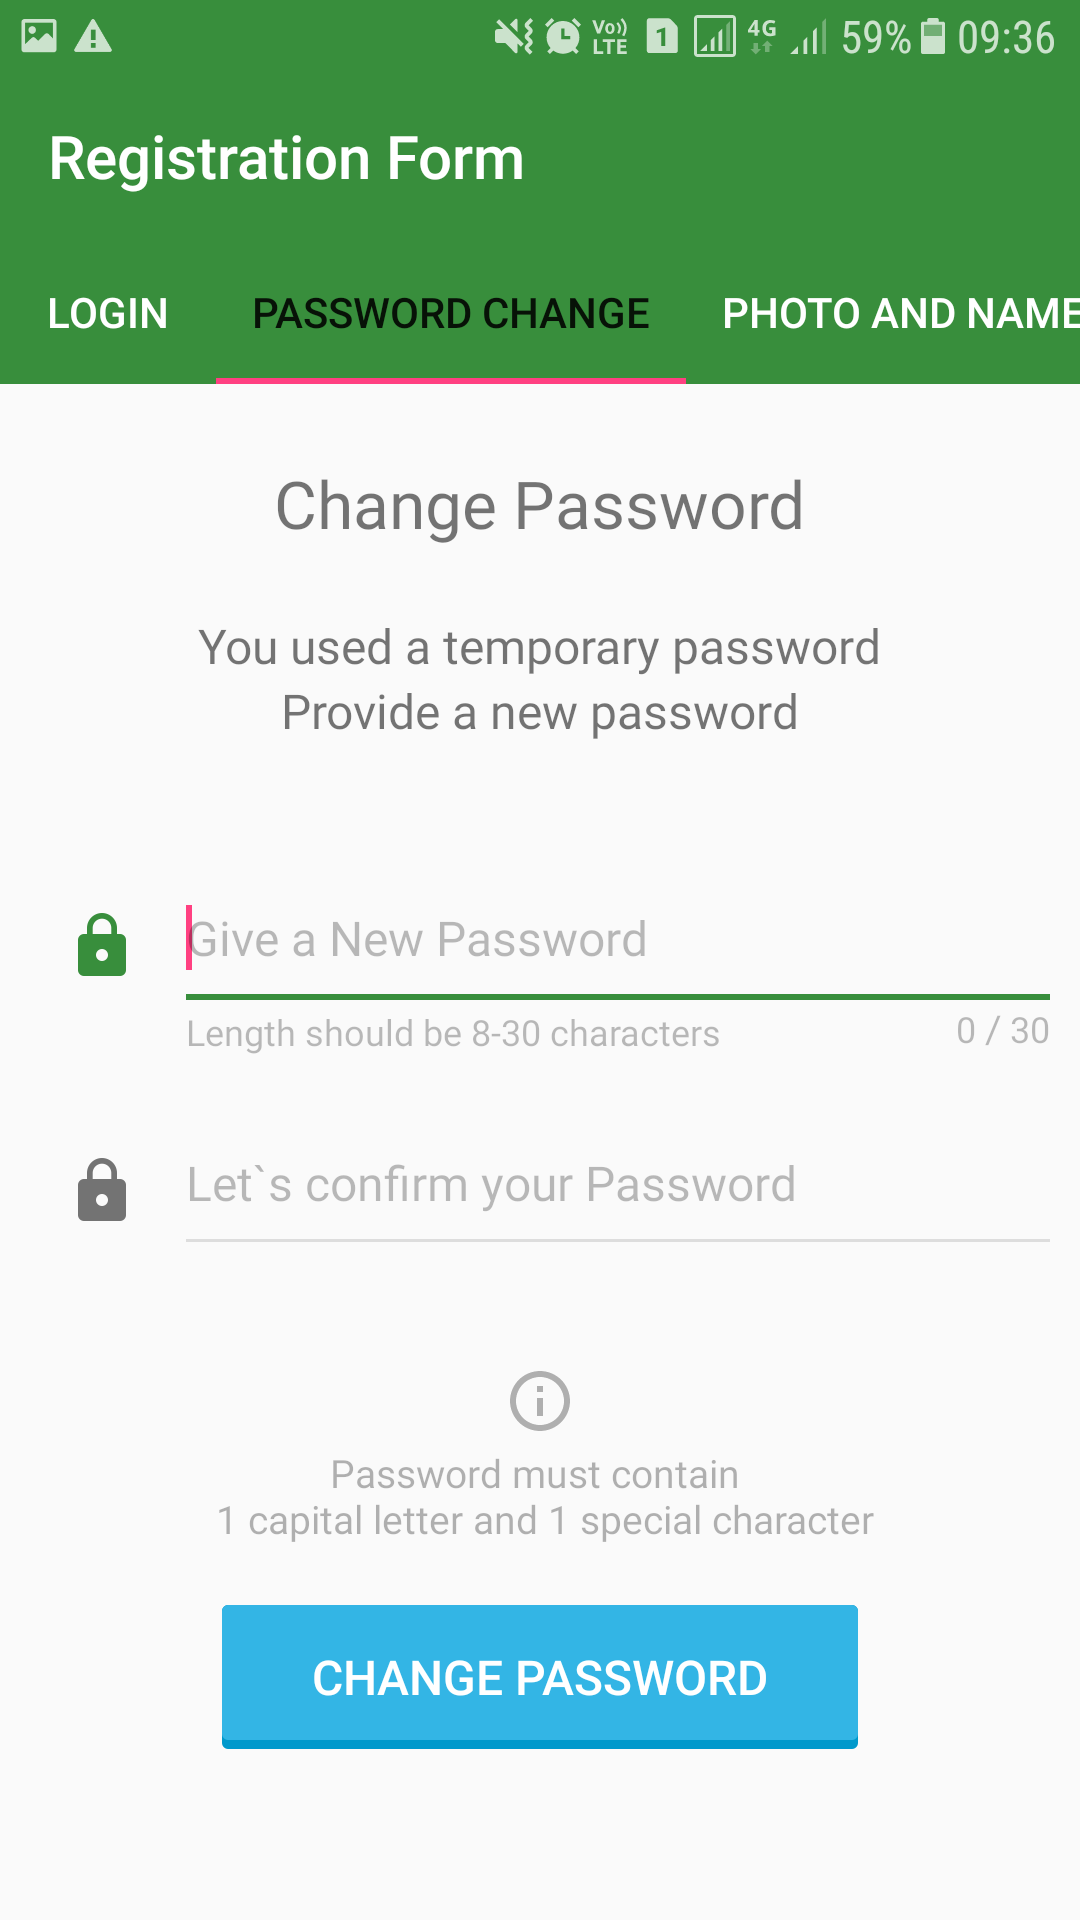 Vo)) LTE 1 4G 59% 09:36
Registration Form
LOGIN PASSWORD CHANGE PHOTO AND NAME
Change Password
You used a temporary password
Provide a new password
Give a New Password
Length should be 8-30 characters 0 / 30
Let`s confirm your Password
Password must contain
1 capital letter and 1 special character
CHANGE PASSWORD